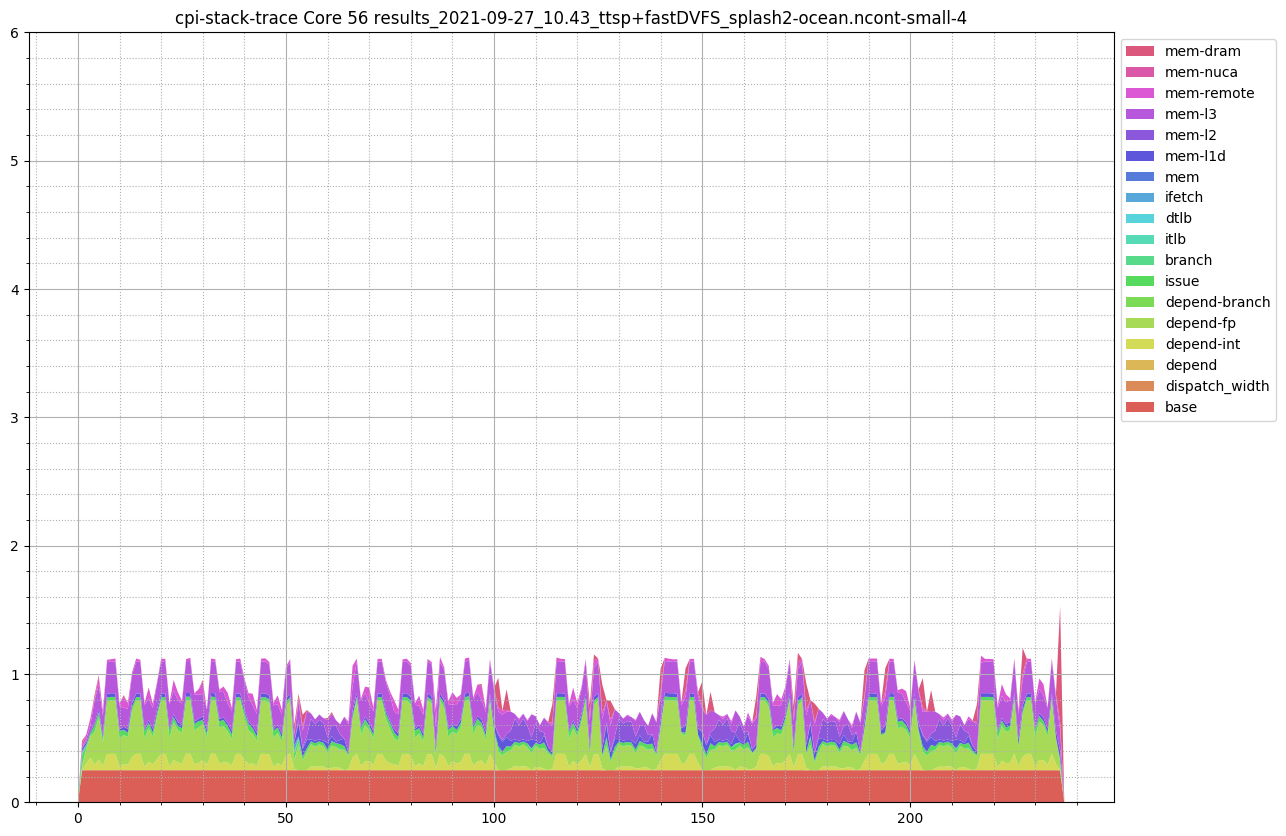 cpi-stack-trace Core 56 results_2021-09-27_10.43_ttsp+fastDVFS_splash2-ocean.ncont-small-4
6
5
4
3
2
1
0
0 50 100 150 200
mem-dram
mem-nuca
mem-remote
mem-l3
mem-l2
mem-l1d
mem
ifetch
dtlb
itlb
branch
issue
depend-branch
depend-fp
depend-int
depend
dispatch_width
base